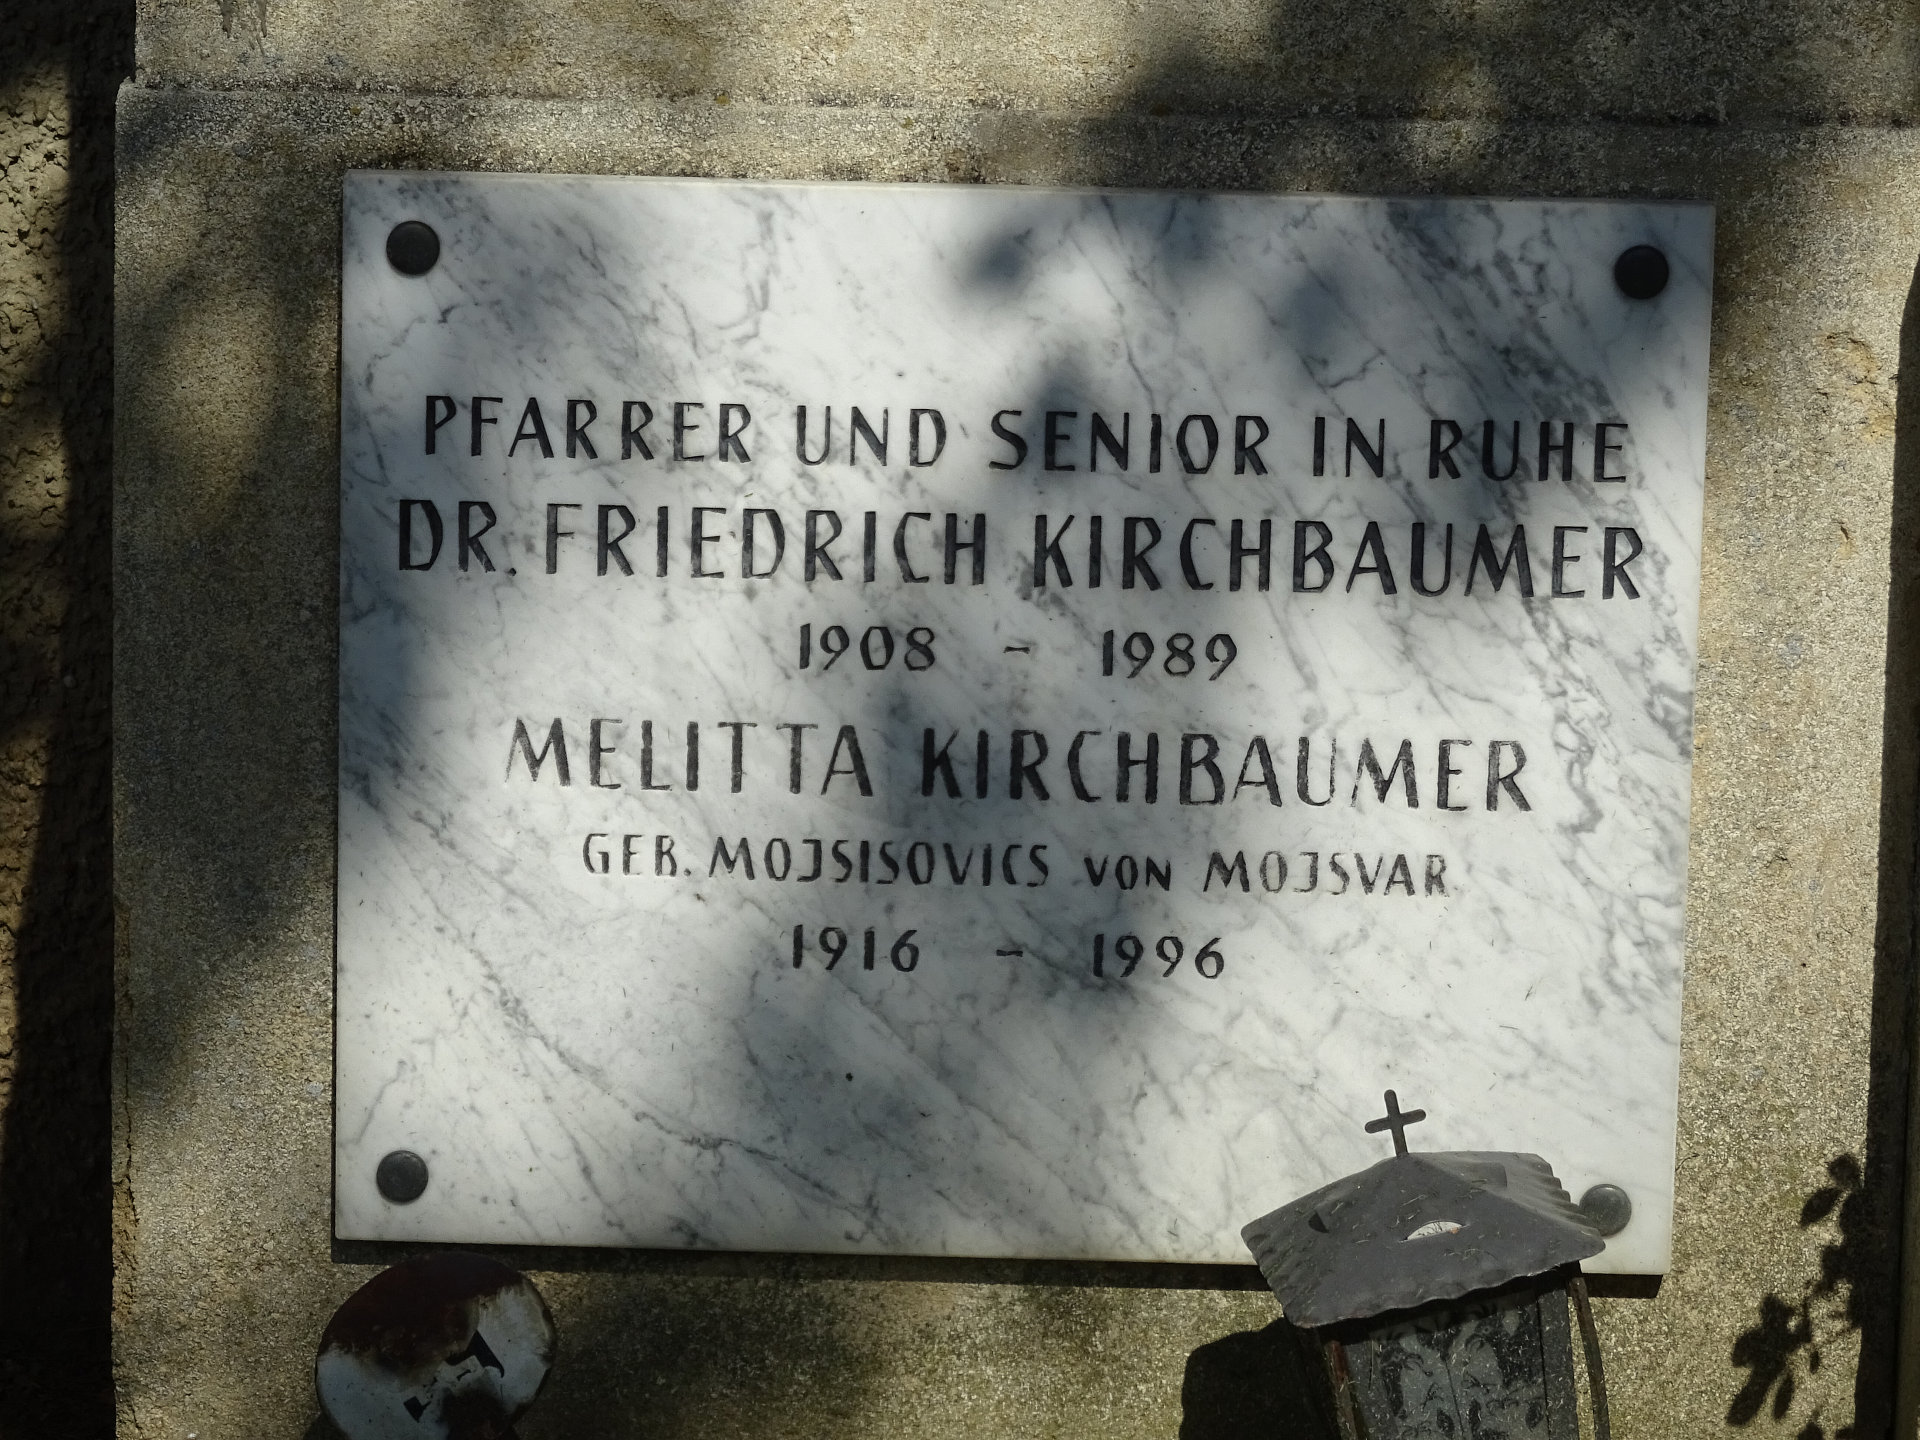 PFARRER UND SENIOR IN RUHE
DR. FRIEDRICH KIRCHBAUMER
1908 - 1989
MELITTA KIRCHBAUMER
GEB. MOJSISOVICS VON MOJSVAR
1916 - 1996